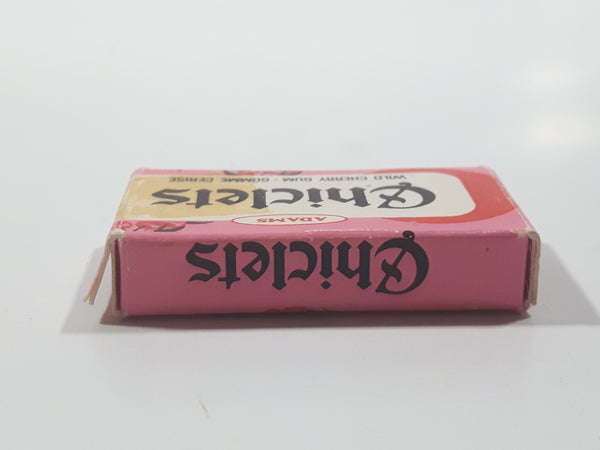 ADAMS
Chiclets
WILD CHERRY GUM · GOMME CERISE
Chiclets